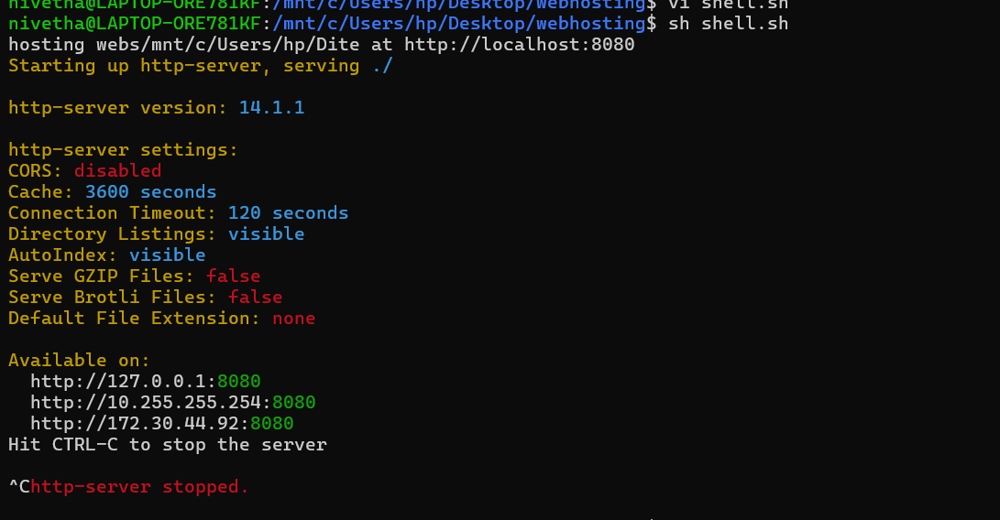 nivetha@LAPTOP-ORE781KF:/mnt/c/Users/hp/Desktop/webhosting$ vi shell.sh
nivetha@LAPTOP-ORE781KF:/mnt/c/Users/hp/Desktop/webhosting$ sh shell.sh
hosting webs/mnt/c/Users/hp/Dite at http://localhost:8080
Starting up http-server, serving ./
http-server version: 14.1.1
http-server settings:
CORS: disabled
Cache: 3600 seconds
Connection Timeout: 120 seconds
Directory Listings: visible
AutoIndex: visible
Serve GZIP Files: false
Serve Brotli Files: false
Default File Extension: none
Available on:
http://127.0.0.1:8080
http://10.255.255.254:8080
http://172.30.44.92:8080
Hit CTRL-C to stop the server
^Chttp-server stopped.